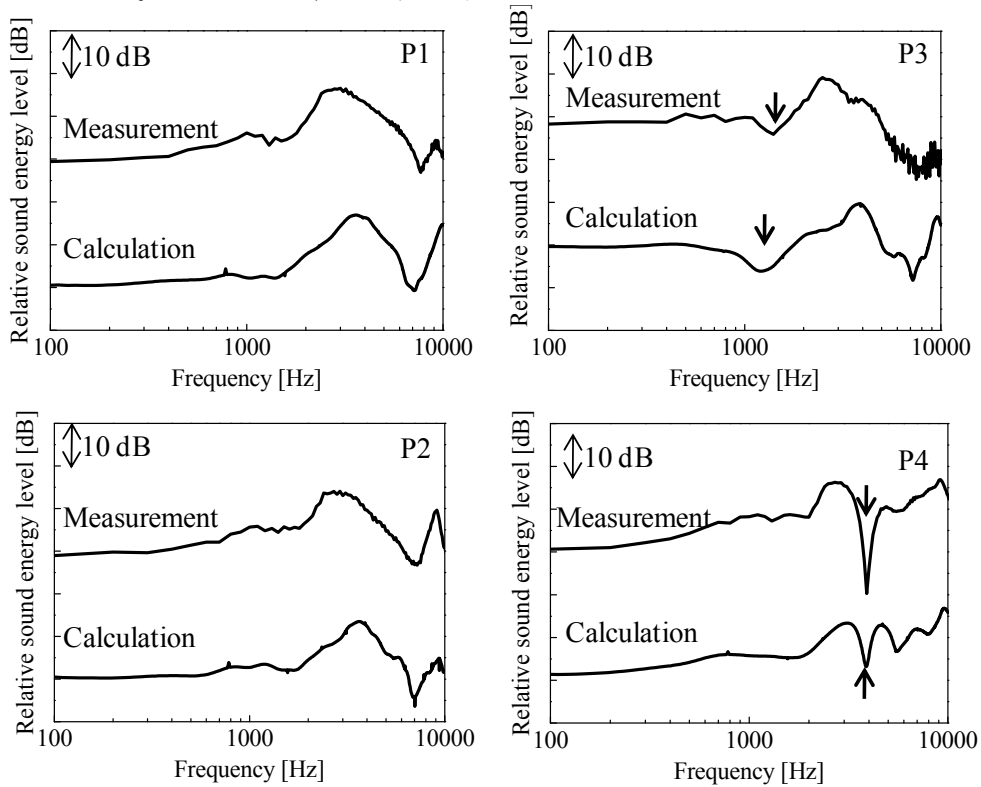 Relative sound energy level [dB]
10 dB
P1
Measurement
Calculation
100
1000
10000
Frequency [Hz]
Relative sound energy level [dB]
10 dB
P3
Measurement
Calculation
100
1000
10000
Frequency [Hz]
Relative sound energy level [dB]
10 dB
P2
Measurement
Calculation
100
1000
10000
Frequency [Hz]
Relative sound energy level [dB]
10 dB
P4
Measurement
Calculation
100
1000
10000
Frequency [Hz]